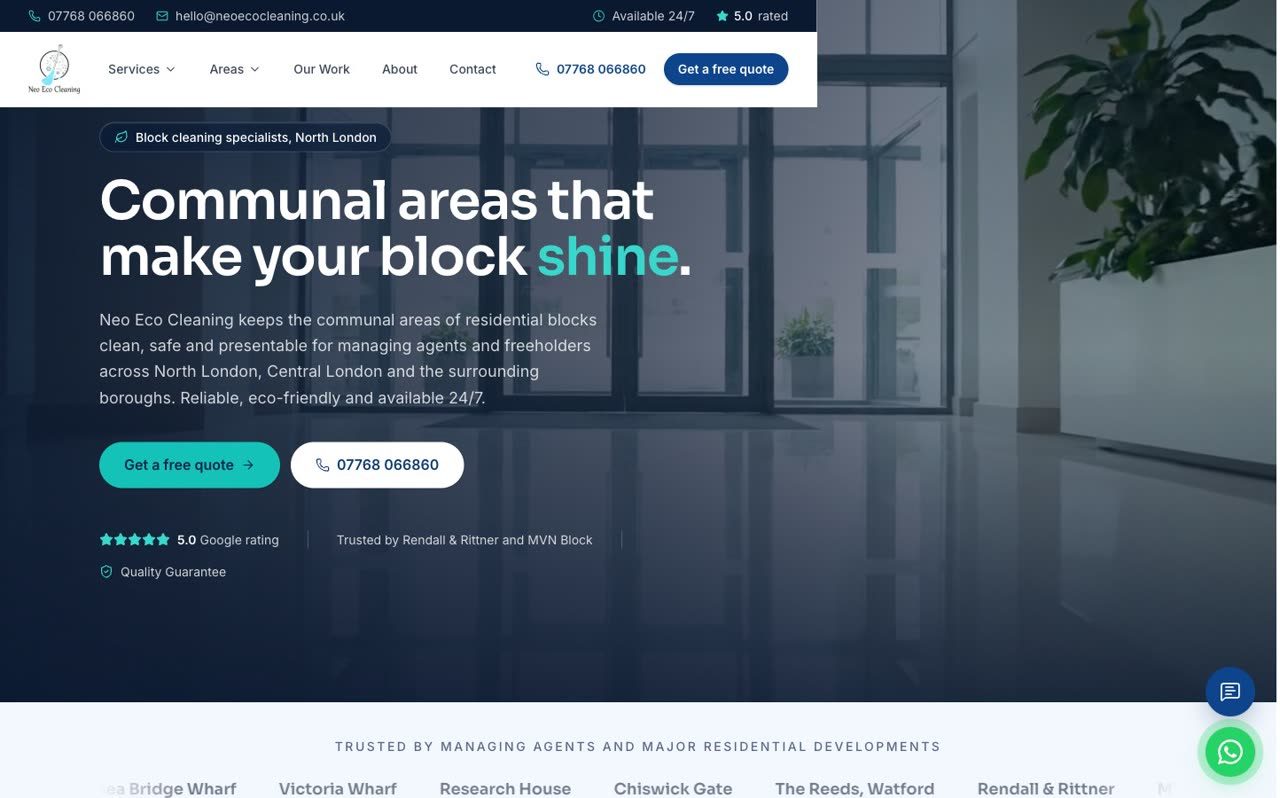 07768 066860 hello@neoecocleaning.co.uk Available 24/7 5.0 rated
Neo Eco Cleaning
Services Areas Our Work About Contact 07768 066860 Get a free quote
Block cleaning specialists, North London
Communal areas that
make your block shine.
Neo Eco Cleaning keeps the communal areas of residential blocks
clean, safe and presentable for managing agents and freeholders
across North London, Central London and the surrounding
boroughs. Reliable, eco-friendly and available 24/7.
Get a free quote 07768 066860
5.0 Google rating Trusted by Rendall & Rittner and MVN Block
Quality Guarantee
TRUSTED BY MANAGING AGENTS AND MAJOR RESIDENTIAL DEVELOPMENTS
Bridge Wharf Victoria Wharf Research House Chiswick Gate The Reeds, Watford Rendall & Rittner